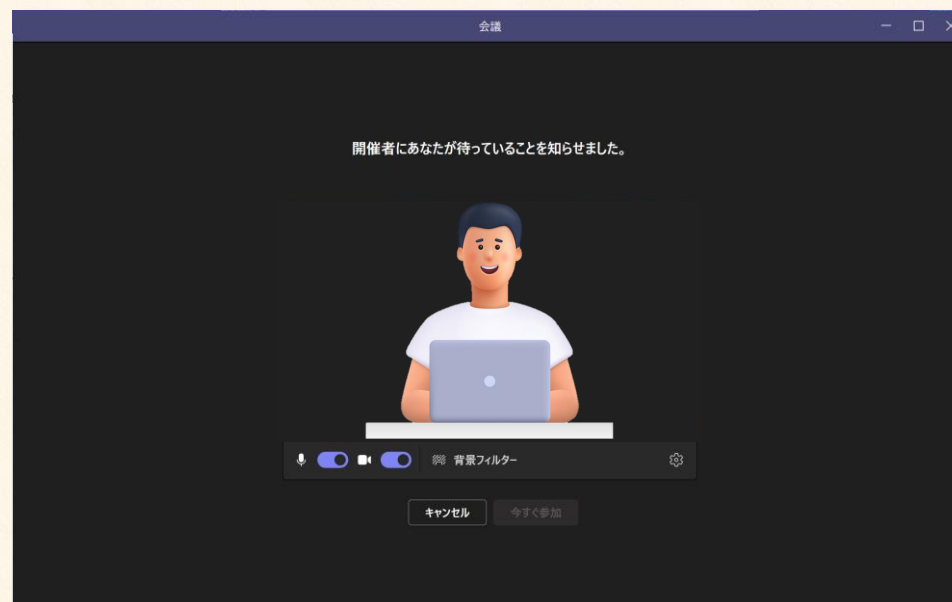 会議
開催者にあなたが待っていることを知らせました。
背景フィルター
キャンセル 今すぐ参加